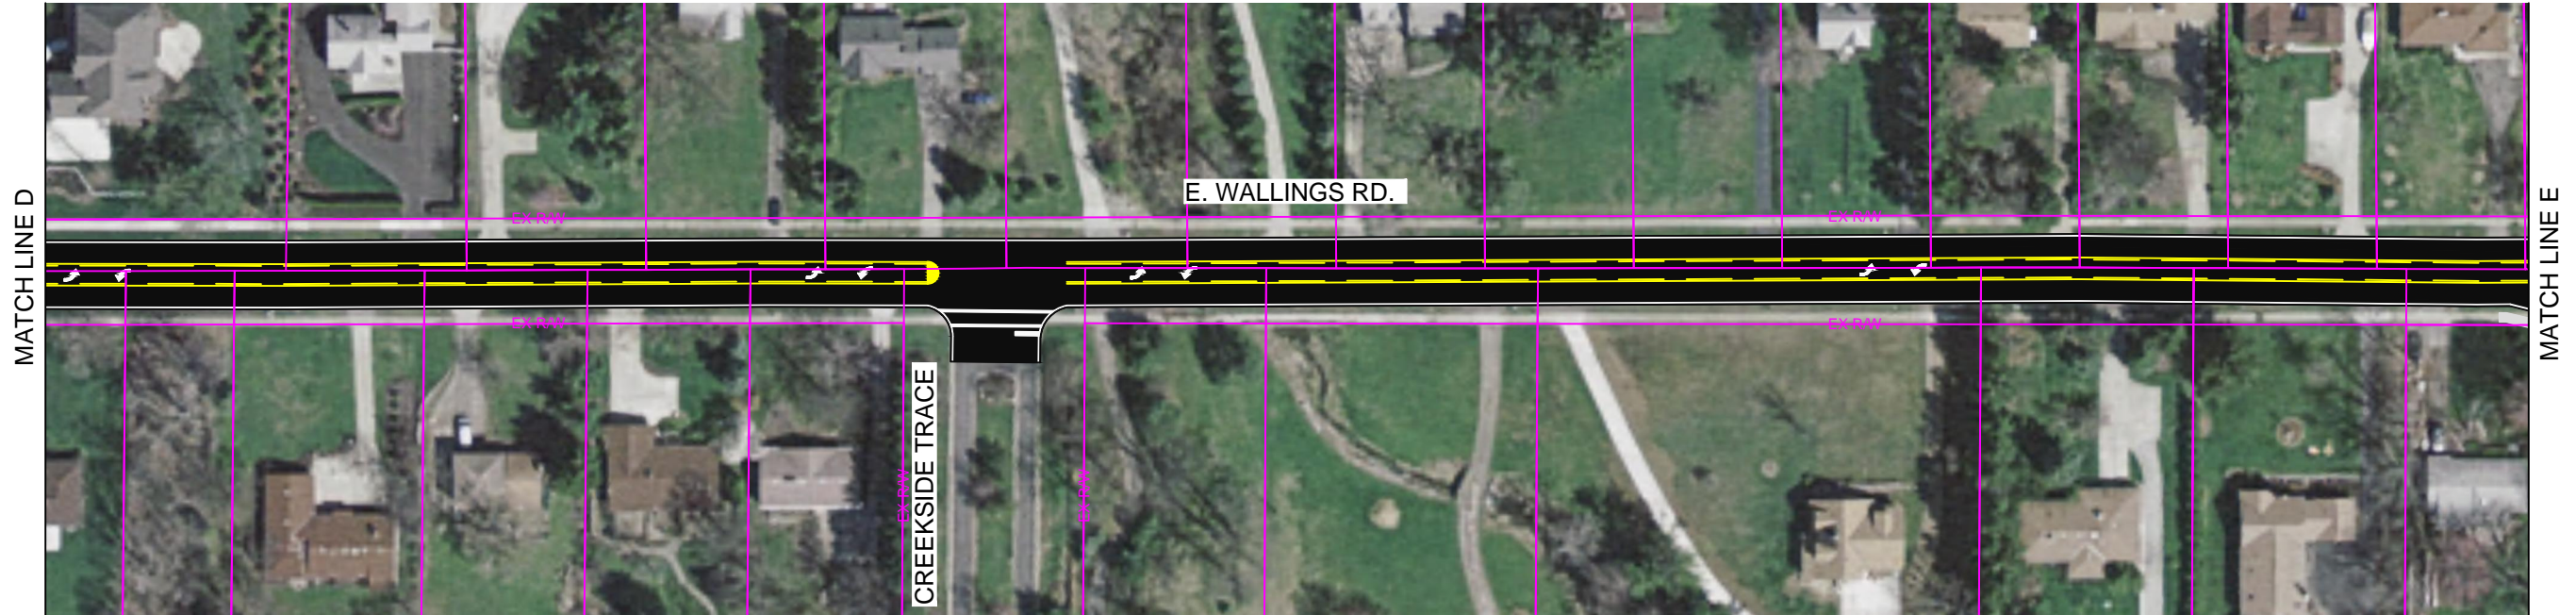 MATCH LINE D
E. WALLINGS RD.
EX R/W
EX R/W
EX R/W
EX R/W
CREEKSIDE TRACE
EX R/W
EX R/W
MATCH LINE E